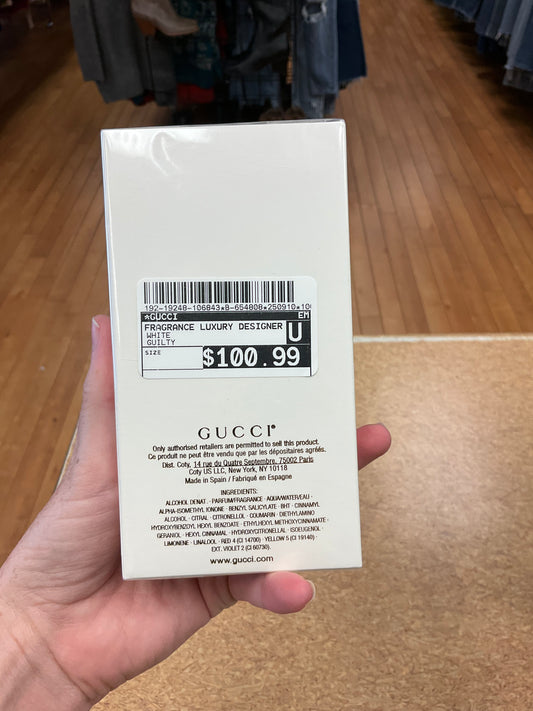 192-19248-106843*8-654808*250910*10
*GUCCI EM
FRAGRANCE LUXURY DESIGNER U
WHITE
GUILTY
SIZE
$100.99
GUCCI
Only authorised retailers are permitted to sell this product.
Ce produit ne peut être vendu que par les dépositaires agréés.
Dist. Coty, 14 rue du Quatre Septembre, 75002 Paris
Coty US LLC, New York, NY 10118
Made in Spain / Fabriqué en Espagne
INGREDIENTS:
ALCOHOL DENAT. · PARFUM/FRAGRANCE · AQUA/WATER/EAU ·
ALPHA-ISOMETHYL IONONE · BENZYL SALICYLATE · BHT · CINNAMYL
ALCOHOL · CITRAL · CITRONELLOL · COUMARIN · DIETHYLAMINO
HYDROXYBENZOYL HEXYL BENZOATE · ETHYLHEXYL METHOXYCINNAMATE ·
GERANIOL · HEXYL CINNAMAL · HYDROXYCITRONELLAL · ISOEUGENOL ·
LIMONENE · LINALOOL · RED 4 (CI 14700) · YELLOW 5 (CI 19140) ·
EXT. VIOLET 2 (CI 60730).
www.gucci.com